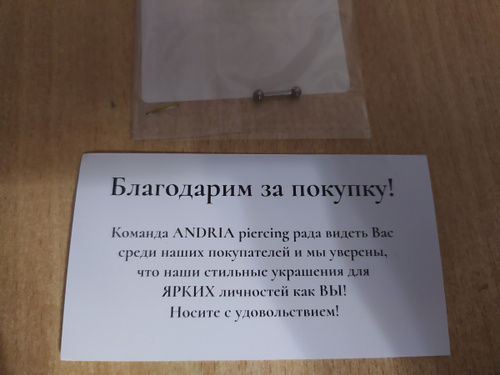 Благодарим за покупку!
Команда ANDRIA piercing рада видеть Вас
среди наших покупателей и мы уверены,
что наши стильные украшения для
ЯРКИХ личностей как ВЫ!
Носите с удовольствием!